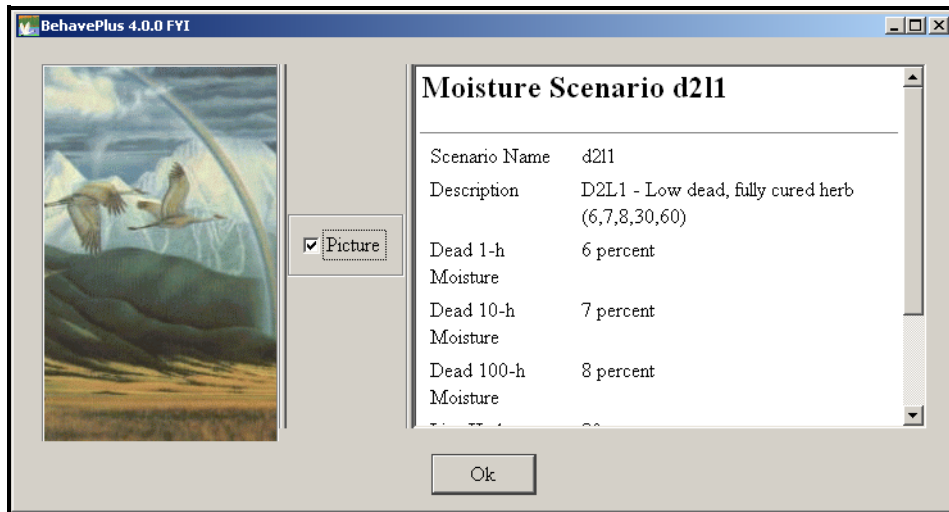 BehavePlus 4.0.0 FYI
Moisture Scenario d2l1
Scenario Name d2l1
Description D2L1 - Low dead, fully cured herb
(6,7,8,30,60)
Picture
Dead 1-h 6 percent
Moisture
Dead 10-h 7 percent
Moisture
Dead 100-h 8 percent
Moisture
Ok